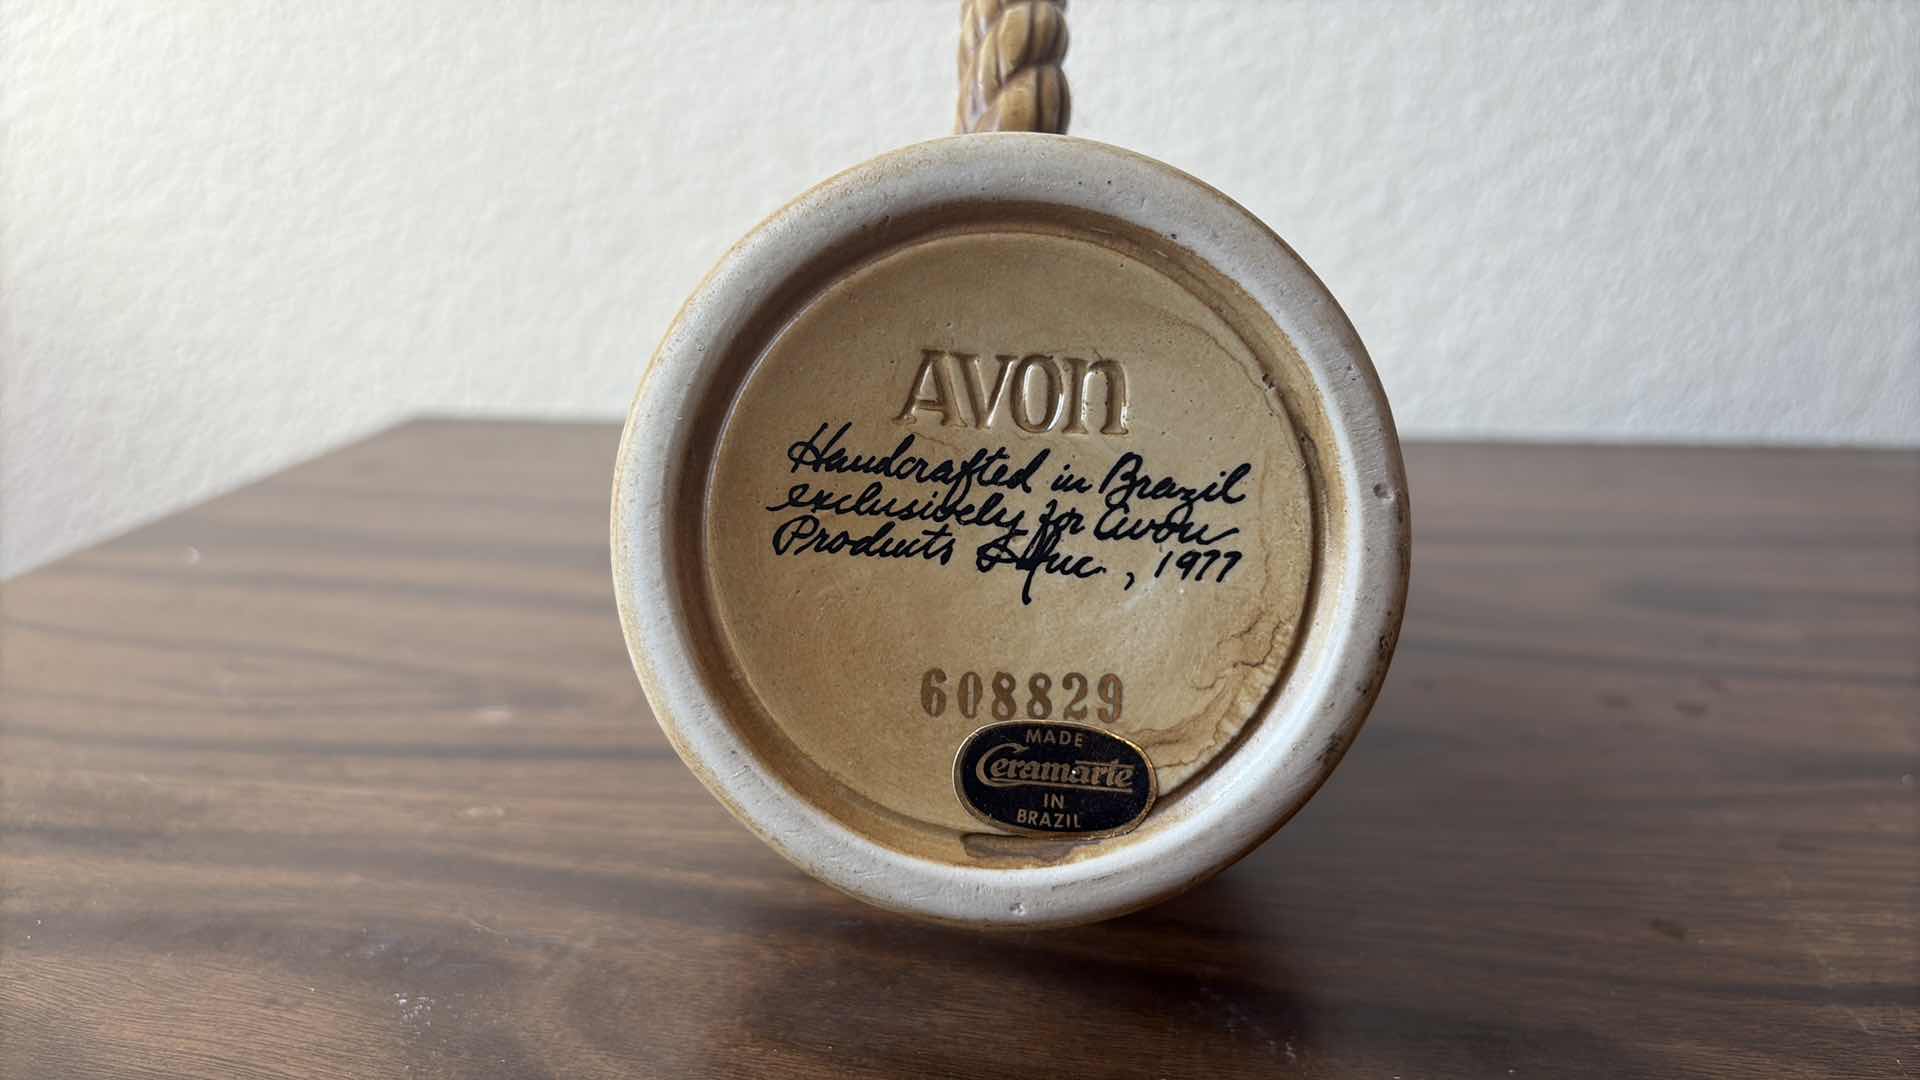 AVON
Handcrafted in Brazil
exclusively for Avon
Products Inc., 1977
608829
MADE
Ceramarte
IN
BRAZIL